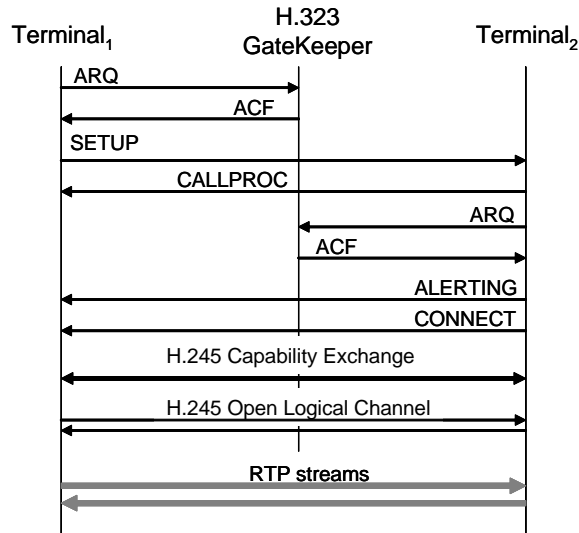 Terminal₁
H.323
GateKeeper
Terminal₂
ARQ
ACF
SETUP
CALLPROC
ARQ
ACF
ALERTING
CONNECT
H.245 Capability Exchange
H.245 Open Logical Channel
RTP streams